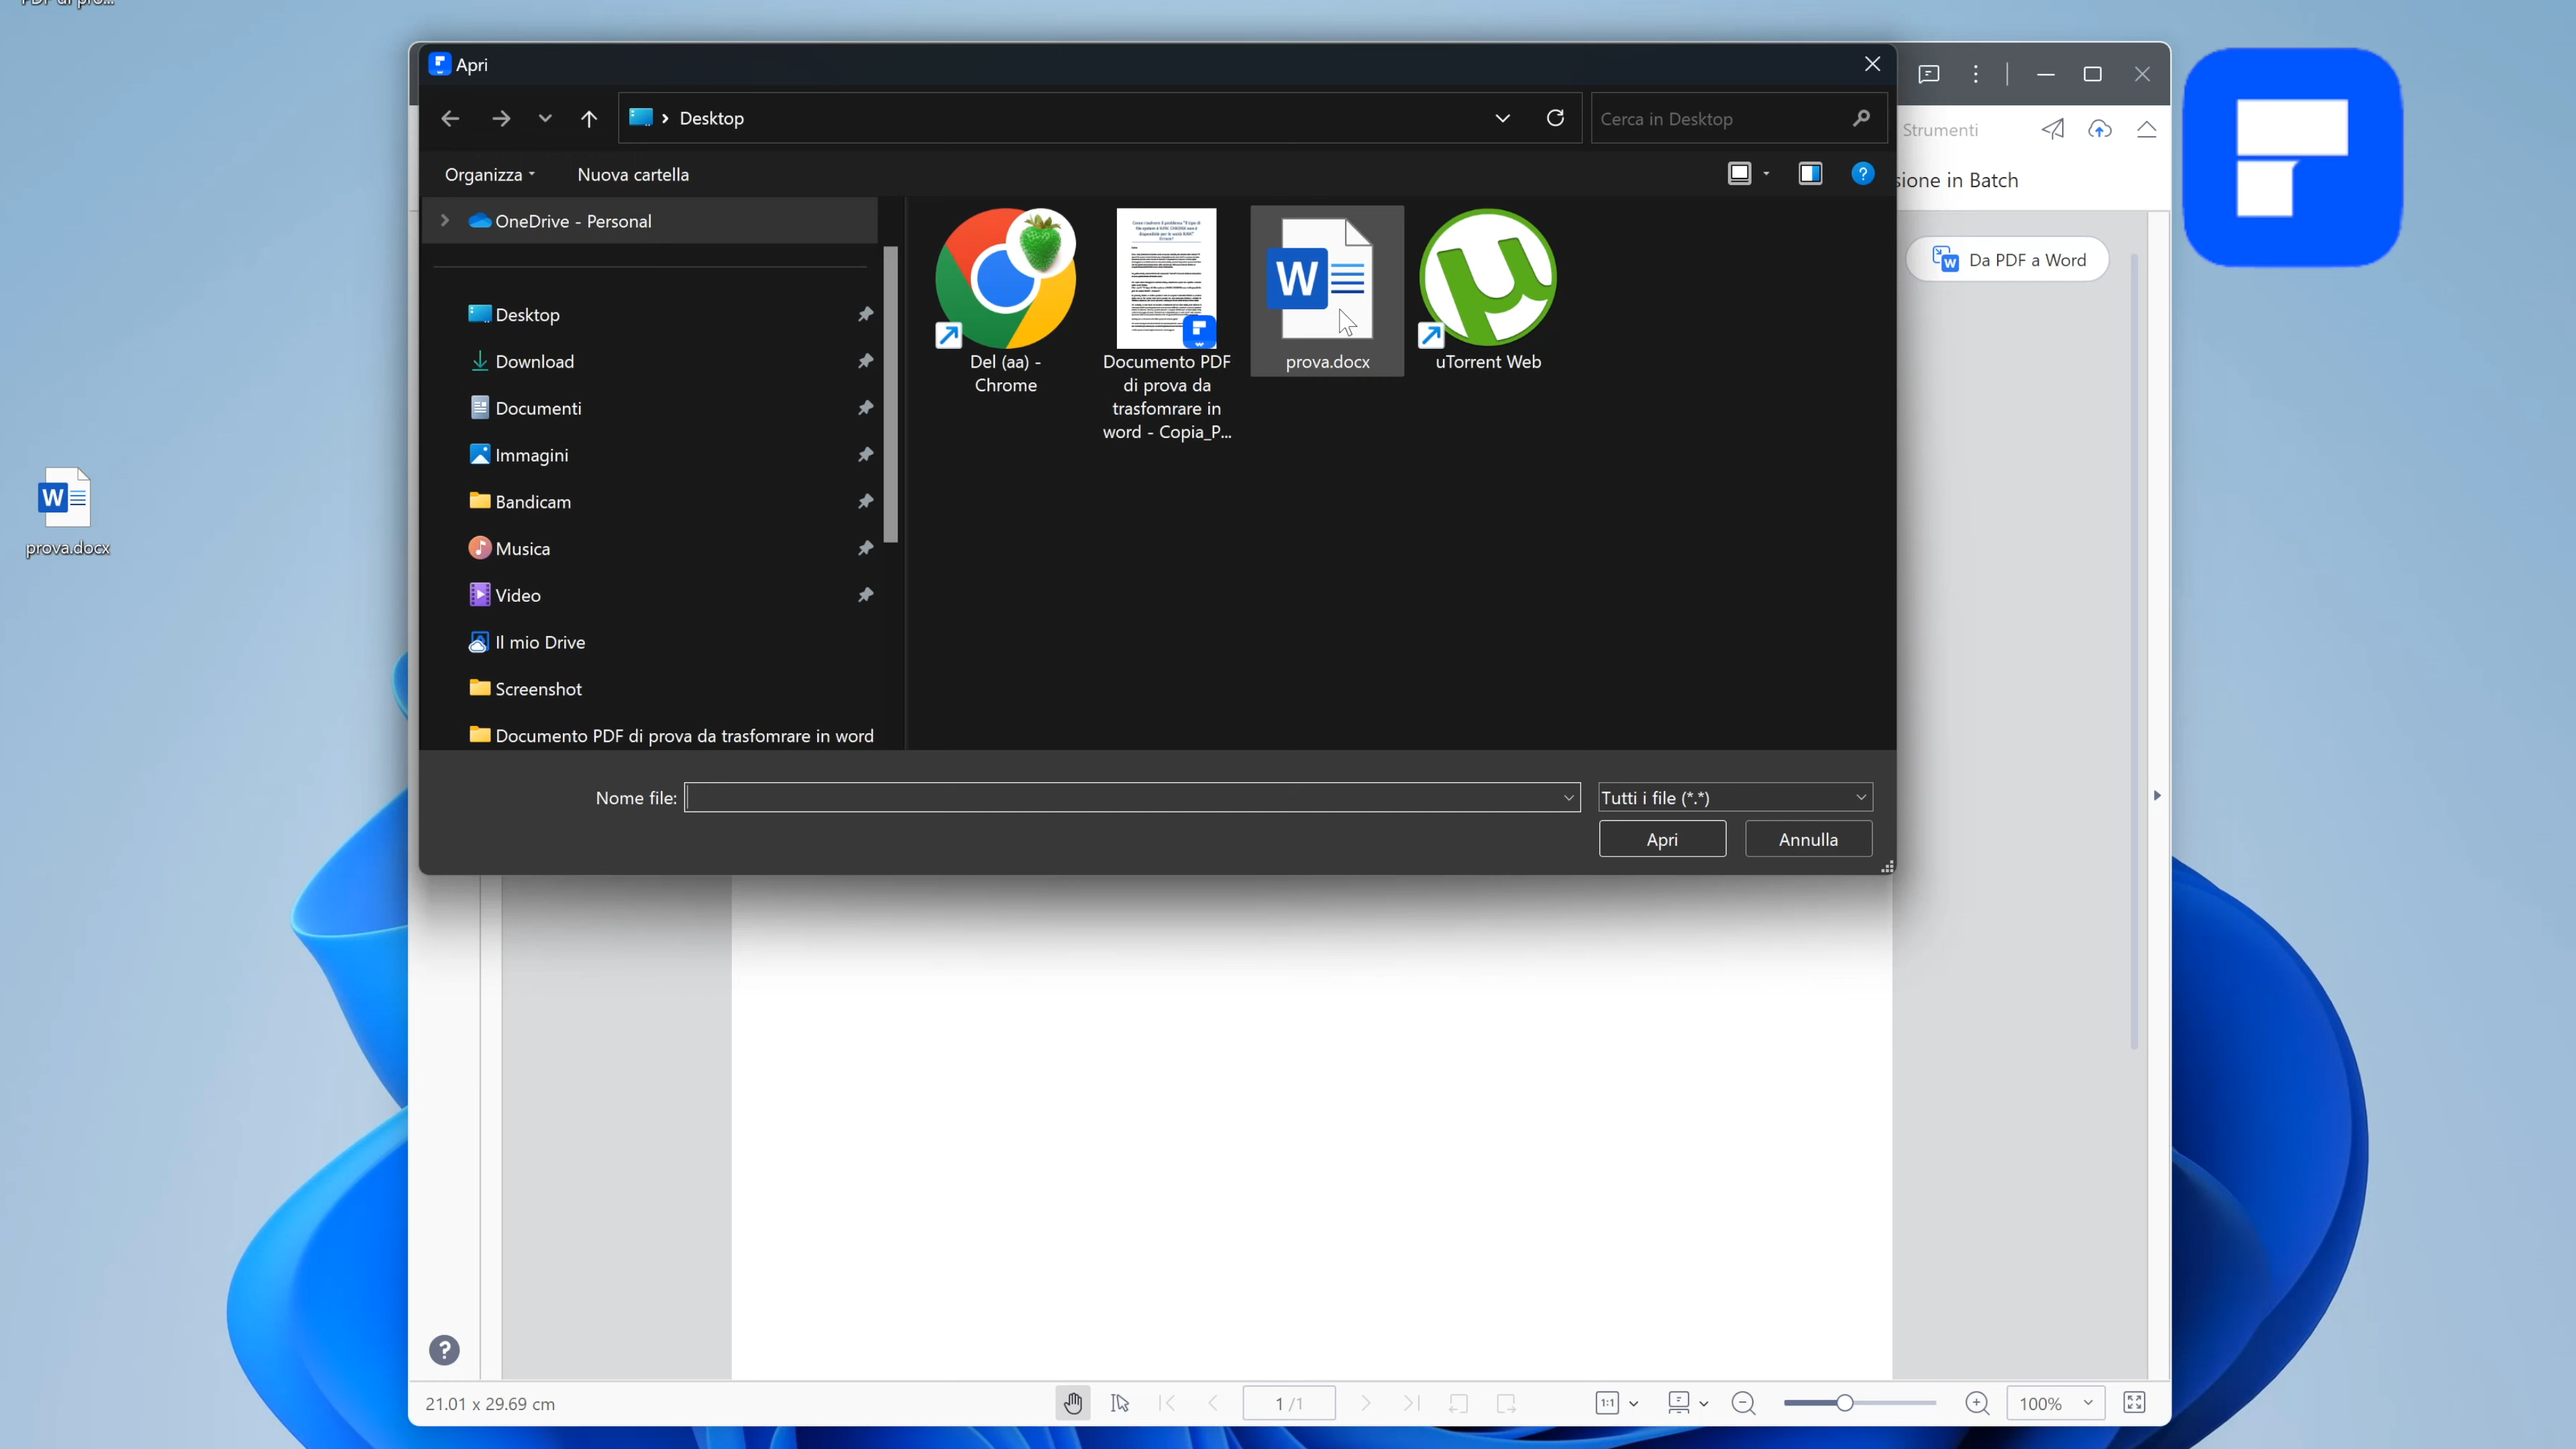 Apri
Desktop
Cerca in Desktop
Strumenti
Organizza
Nuova cartella
sione in Batch
OneDrive - Personal
Da PDF a Word
Desktop
Download
Documenti
Immagini
Bandicam
Musica
Video
Il mio Drive
Screenshot
Documento PDF di prova da trasfomrare in word
Del (aa) -
Chrome
Documento PDF
di prova da
trasfomrare in
word - Copia_P...
W
prova.docx
uTorrent Web
W
prova.docx
Nome file:
Tutti i file (*.*)
Apri
Annulla
21.01 x 29.69 cm
1 /1
1:1
100%